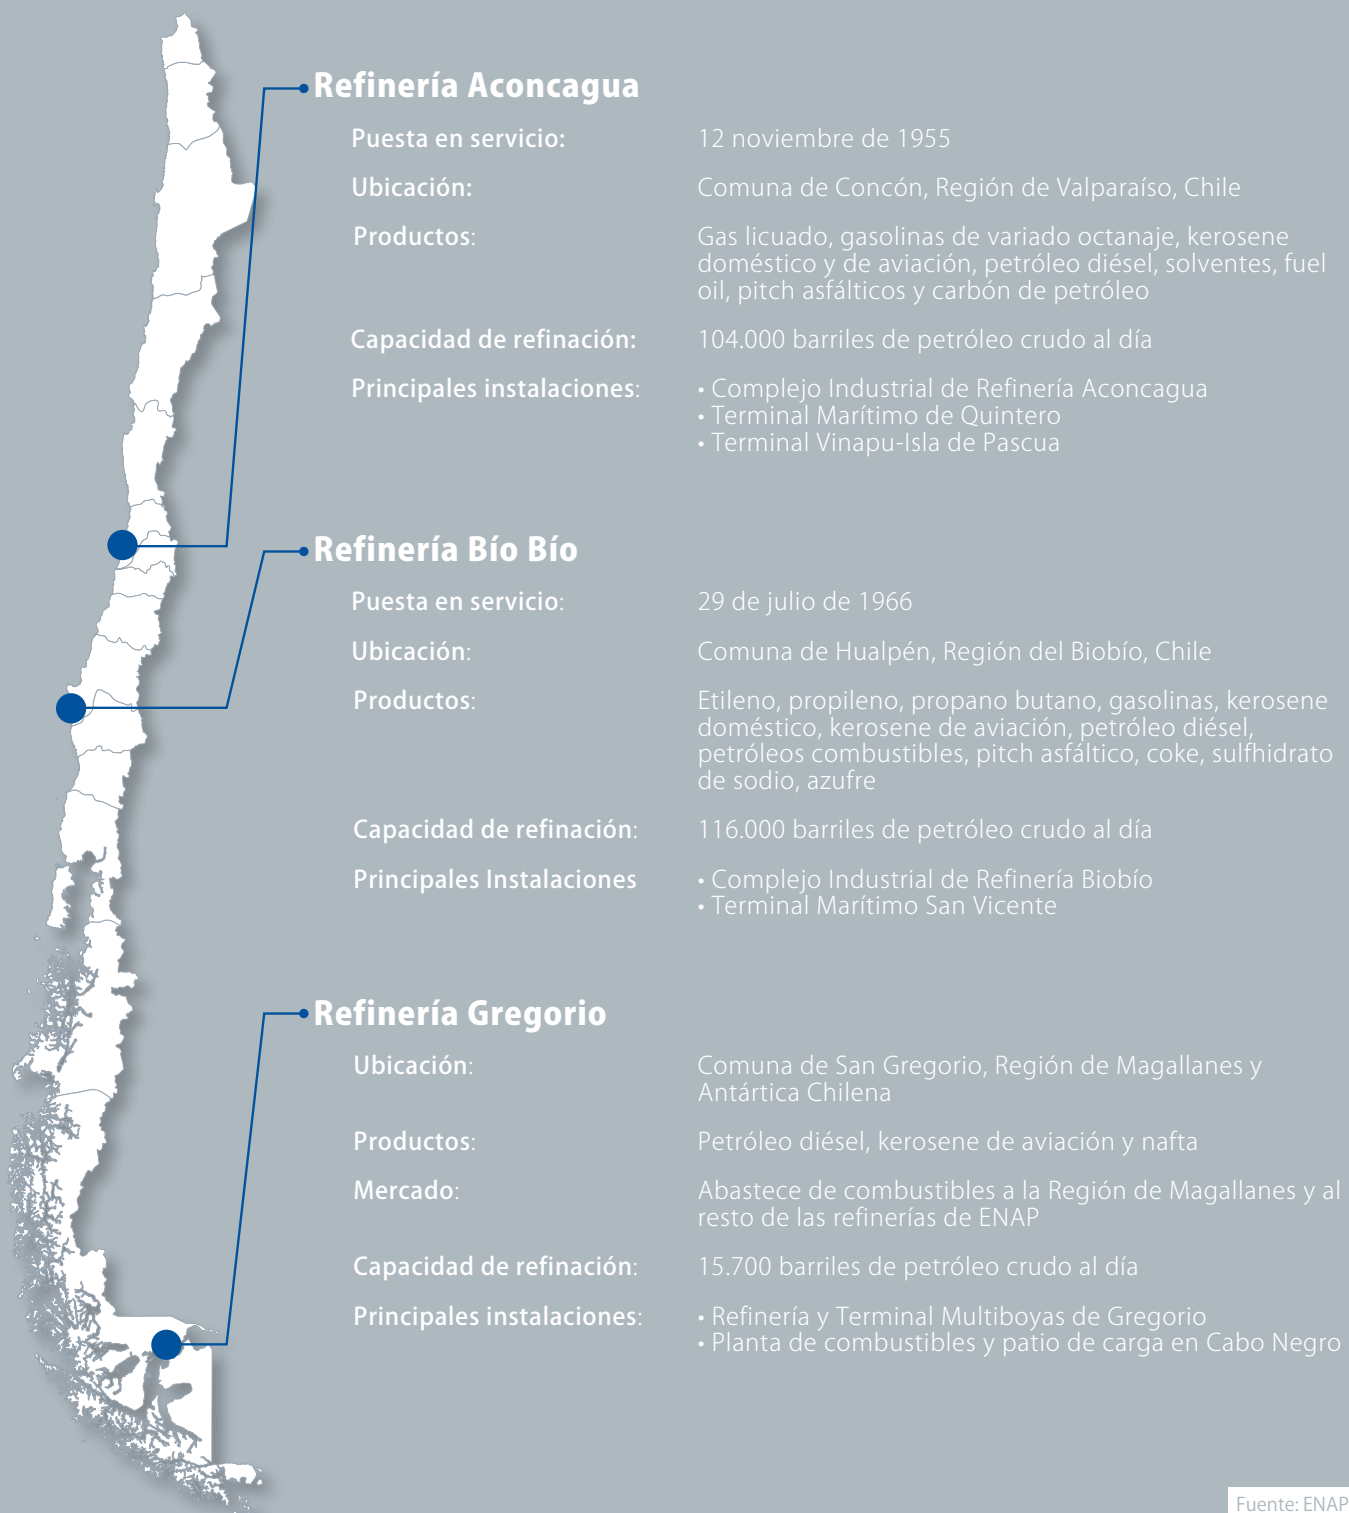 Refinería Aconcagua
Puesta en servicio: 12 noviembre de 1955
Ubicación: Comuna de Concón, Región de Valparaíso, Chile
Productos: Gas licuado, gasolinas de variado octanaje, kerosene
doméstico y de aviación, petróleo diésel, solventes, fuel
oil, pitch asfálticos y carbón de petróleo
Capacidad de refinación: 104.000 barriles de petróleo crudo al día
Principales instalaciones: • Complejo Industrial de Refinería Aconcagua
• Terminal Marítimo de Quintero
• Terminal Vinapu-Isla de Pascua
Refinería Bío Bío
Puesta en servicio: 29 de julio de 1966
Ubicación: Comuna de Hualpén, Región del Biobío, Chile
Productos: Etileno, propileno, propano butano, gasolinas, kerosene
doméstico, kerosene de aviación, petróleo diésel,
petróleos combustibles, pitch asfáltico, coke, sulfhidrato
de sodio, azufre
Capacidad de refinación: 116.000 barriles de petróleo crudo al día
Principales Instalaciones • Complejo Industrial de Refinería Biobío
• Terminal Marítimo San Vicente
Refinería Gregorio
Ubicación: Comuna de San Gregorio, Región de Magallanes y
Antártica Chilena
Productos: Petróleo diésel, kerosene de aviación y nafta
Mercado: Abastece de combustibles a la Región de Magallanes y al
resto de las refinerías de ENAP
Capacidad de refinación: 15.700 barriles de petróleo crudo al día
Principales instalaciones: • Refinería y Terminal Multiboyas de Gregorio
• Planta de combustibles y patio de carga en Cabo Negro
Fuente: ENAP